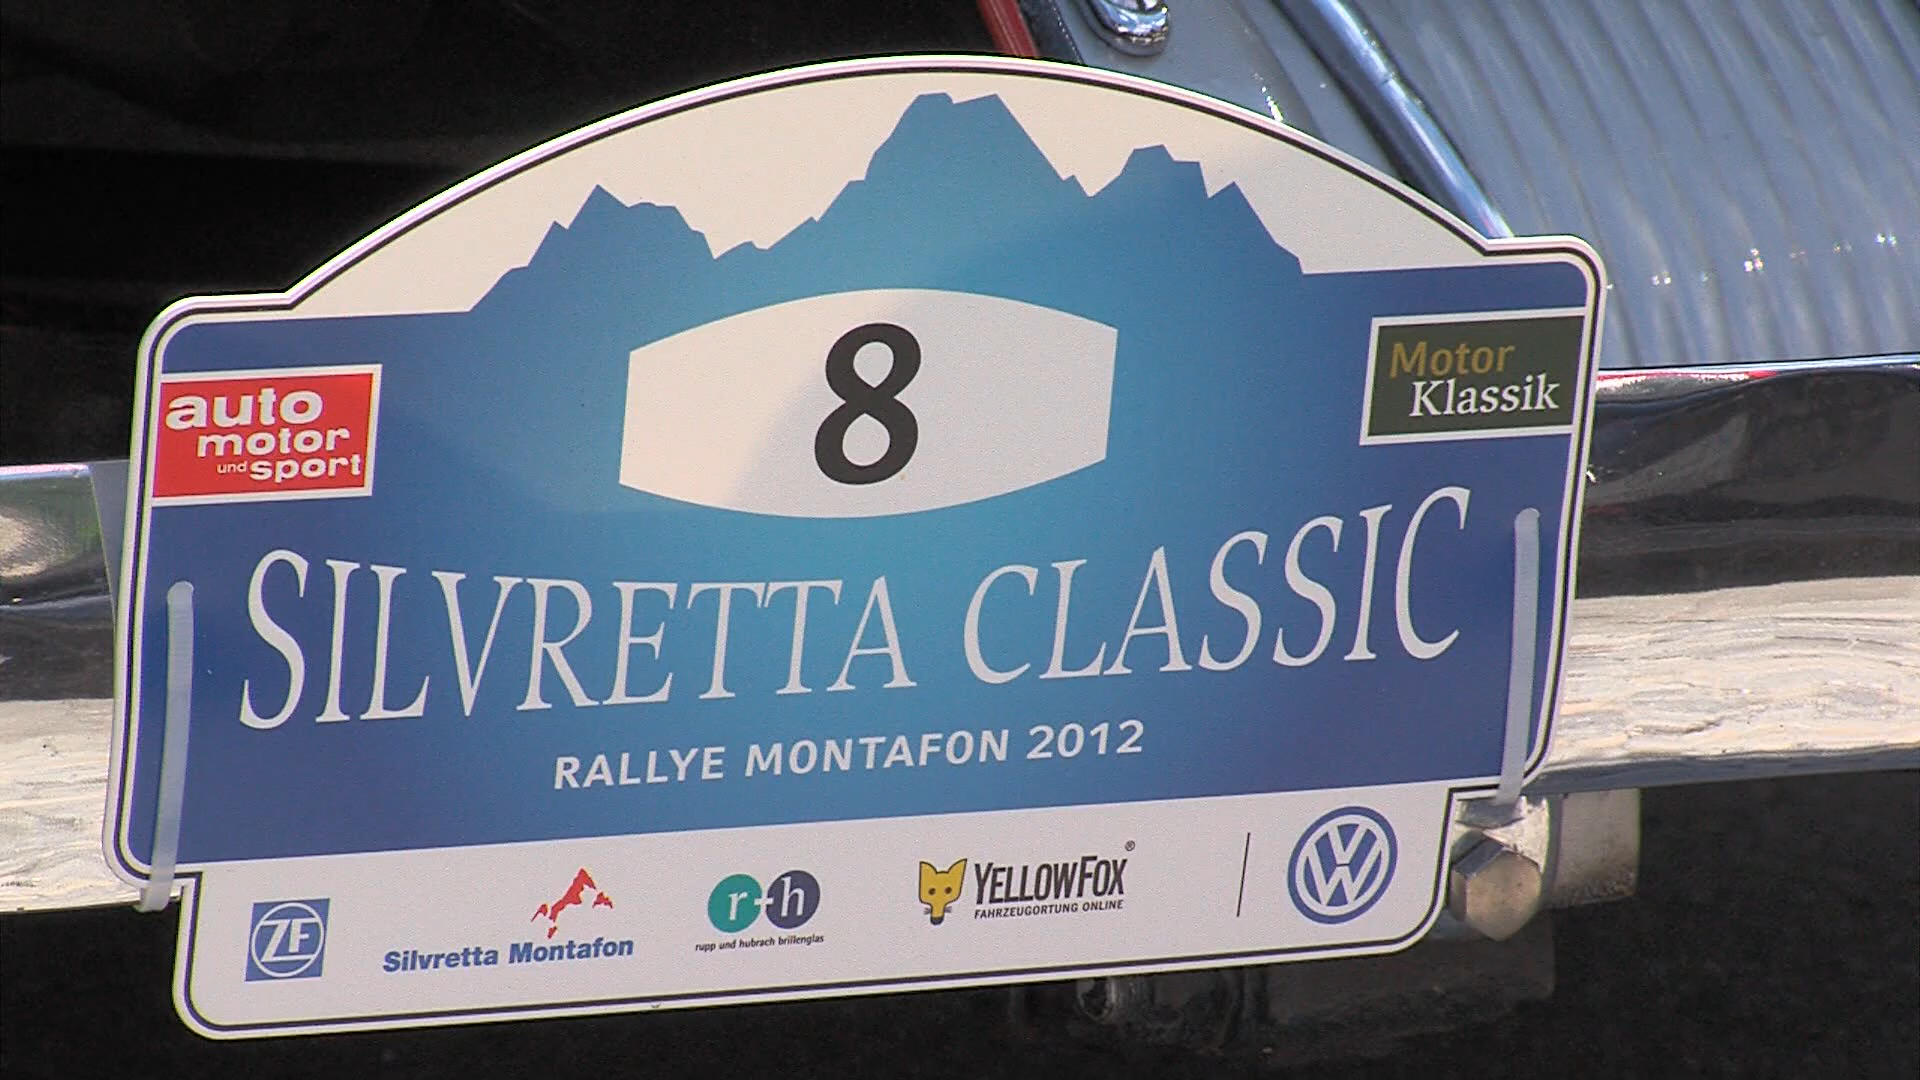 8
auto
motor
und sport
Motor
Klassik
SILVRETTA CLASSIC
RALLYE MONTAFON 2012
ZF
Silvretta Montafon
r+h
rupp und hubrach brillenglas
YELLOWFOX®
FAHRZEUGORTUNG ONLINE
VW